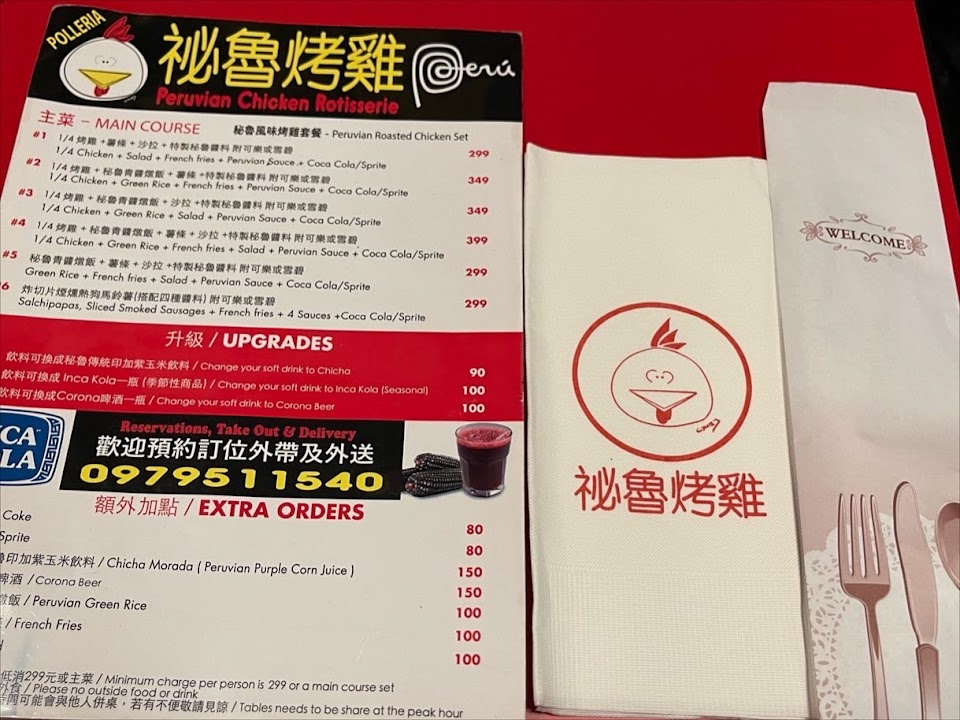 POLLERIA
祕魯烤雞 Perú
Peruvian Chicken Rotisserie
主菜 – MAIN COURSE 秘魯風味烤雞套餐 - Peruvian Roasted Chicken Set
#1 1/4 烤雞 + 薯條 + 沙拉 + 特製秘魯醬料 附可樂或雪碧
1/4 Chicken + Salad + French fries + Peruvian Sauce + Coca Cola/Sprite 299
#2 1/4 烤雞 + 秘魯青醬燉飯 + 薯條 +特製秘魯醬料 附可樂或雪碧
1/4 Chicken + Green Rice + French fries + Peruvian Sauce + Coca Cola/Sprite 349
#3 1/4 烤雞 + 秘魯青醬燉飯 + 沙拉 +特製秘魯醬料 附可樂或雪碧
1/4 Chicken + Green Rice + Salad + Peruvian Sauce + Coca Cola/Sprite 349
#4 1/4 烤雞 + 秘魯青醬燉飯 + 薯條 + 沙拉 +特製秘魯醬料 附可樂或雪碧
1/4 Chicken + Green Rice + French fries + Salad + Peruvian Sauce + Coca Cola/Sprite 399
#5 秘魯青醬燉飯 + 薯條 + 沙拉 +特製秘魯醬料 附可樂或雪碧
Green Rice + French fries + Salad + Peruvian Sauce + Coca Cola/Sprite 299
6 炸切片煙燻熱狗馬鈴薯(搭配四種醬料) 附可樂或雪碧
Salchipapas, Sliced Smoked Sausages + French fries + 4 Sauces +Coca Cola/Sprite 299
升級 / UPGRADES
飲料可換成秘魯傳統印加紫玉米飲料 / Change your soft drink to Chicha 90
飲料可換成 Inca Kola一瓶 (季節性商品) / Change your soft drink to Inca Kola (Seasonal) 100
飲料可換成Corona啤酒一瓶 / Change your soft drink to Corona Beer 100
CA
LA
Reservations, Take Out & Delivery
歡迎預約訂位外帶及外送
0979511540
額外加點 / EXTRA ORDERS
Coke 80
Sprite 80
魯印加紫玉米飲料 / Chicha Morada ( Peruvian Purple Corn Juice ) 150
啤酒 / Corona Beer 150
燉飯 / Peruvian Green Rice 100
/ French Fries 100
100
低消299元或主菜 / Minimum charge per person is 299 or a main course set
外食 / Please no outside food or drink
時間可能會與他人併桌，若有不便敬請見諒 / Tables needs to be share at the peak hour
祕魯烤雞
WELCOME